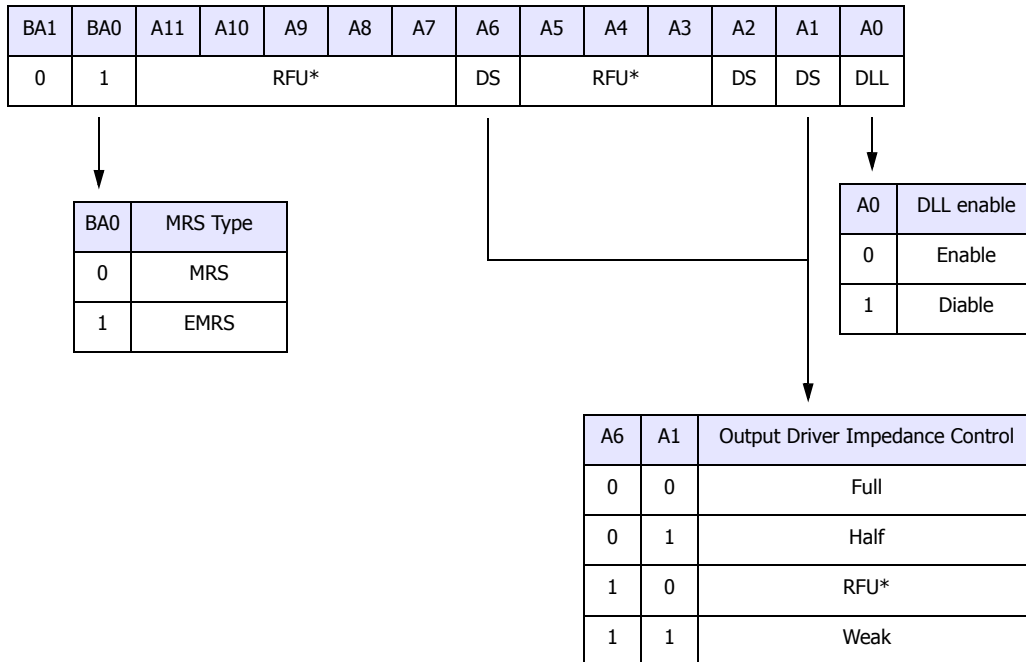 BA1 BA0 A11 A10 A9 A8 A7 A6 A5 A4 A3 A2 A1 A0
0 1 RFU* DS RFU* DS DS DLL
BA0 MRS Type
0 MRS
1 EMRS
A0 DLL enable
0 Enable
1 Diable
A6 A1 Output Driver Impedance Control
0 0 Full
0 1 Half
1 0 RFU*
1 1 Weak